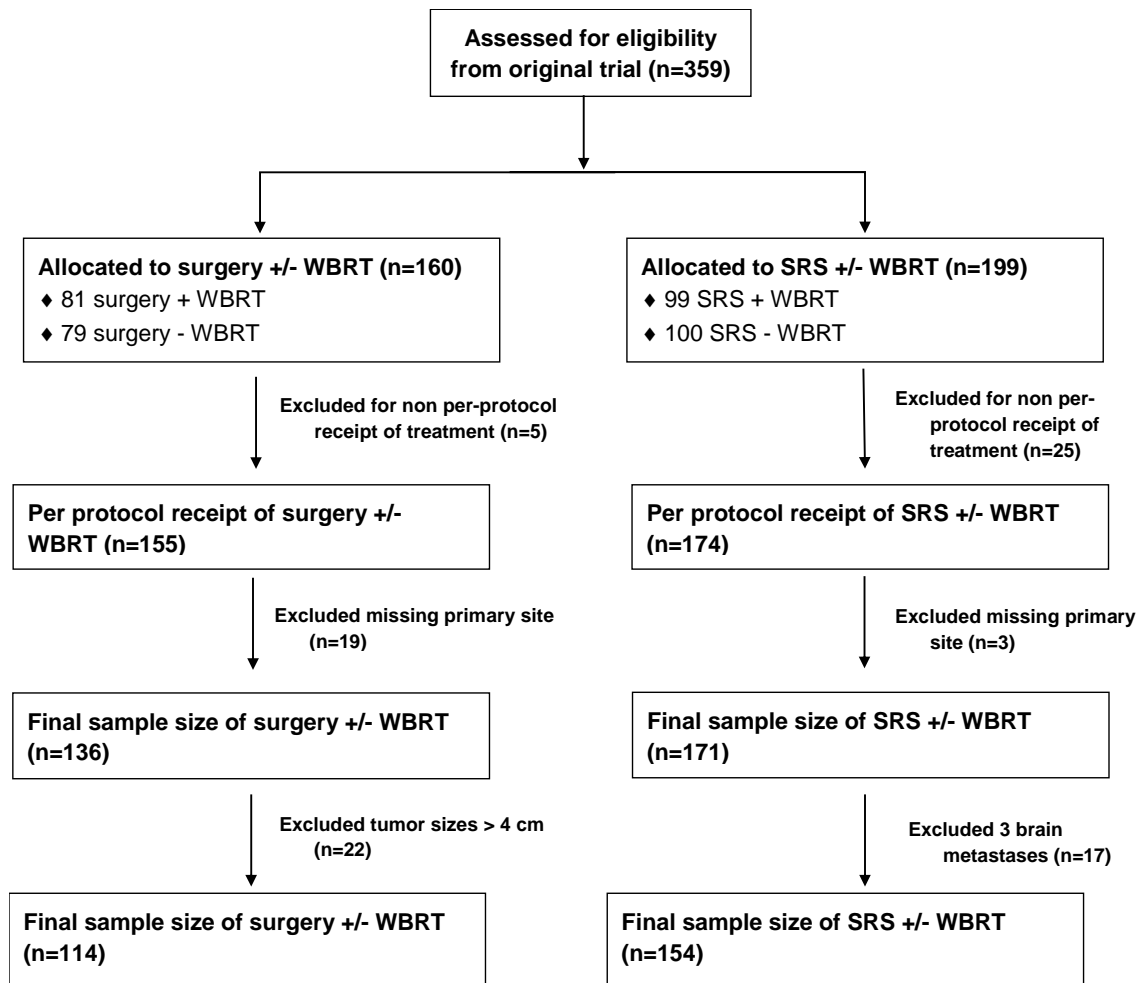 Assessed for eligibility
from original trial (n=359)
Allocated to surgery +/- WBRT (n=160)
♦ 81 surgery + WBRT
♦ 79 surgery - WBRT
Allocated to SRS +/- WBRT (n=199)
♦ 99 SRS + WBRT
♦ 100 SRS - WBRT
Excluded for non per-protocol
receipt of treatment (n=5)
Excluded for non per-
protocol receipt of
treatment (n=25)
Per protocol receipt of surgery +/-
WBRT (n=155)
Per protocol receipt of SRS +/- WBRT
(n=174)
Excluded missing primary site
(n=19)
Excluded missing primary
site (n=3)
Final sample size of surgery +/- WBRT
(n=136)
Final sample size of SRS +/- WBRT
(n=171)
Excluded tumor sizes > 4 cm
(n=22)
Excluded 3 brain
metastases (n=17)
Final sample size of surgery +/- WBRT
(n=114)
Final sample size of SRS +/- WBRT
(n=154)